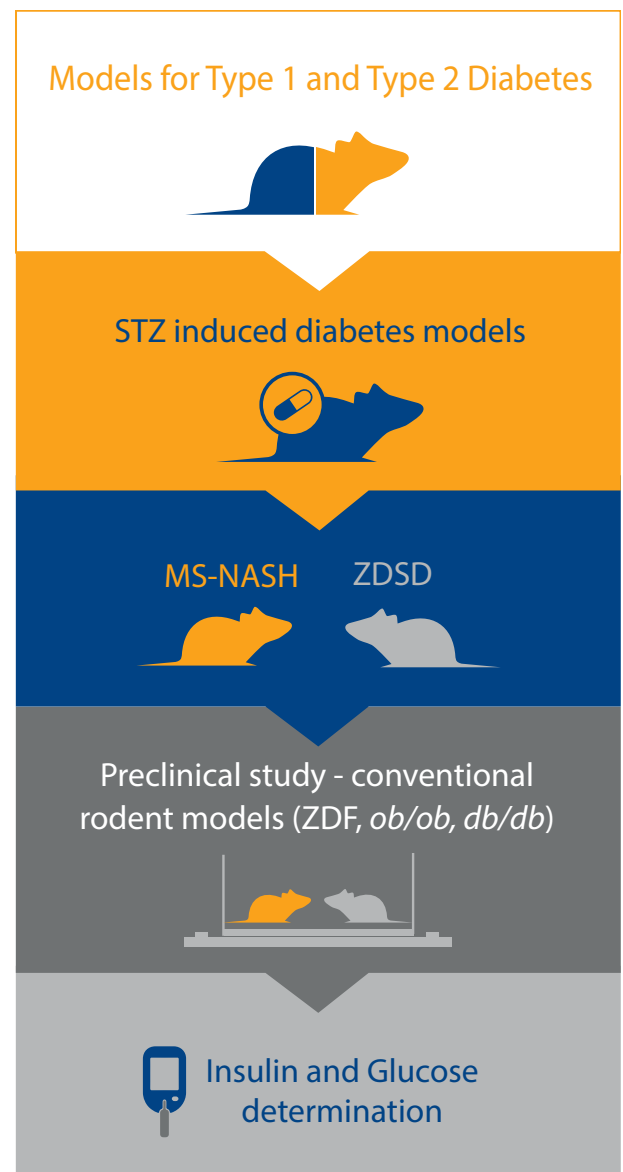 Models for Type 1 and Type 2 Diabetes
STZ induced diabetes models
MS-NASH
ZDSD
Preclinical study - conventional
rodent models (ZDF, ob/ob, db/db)
Insulin and Glucose
determination